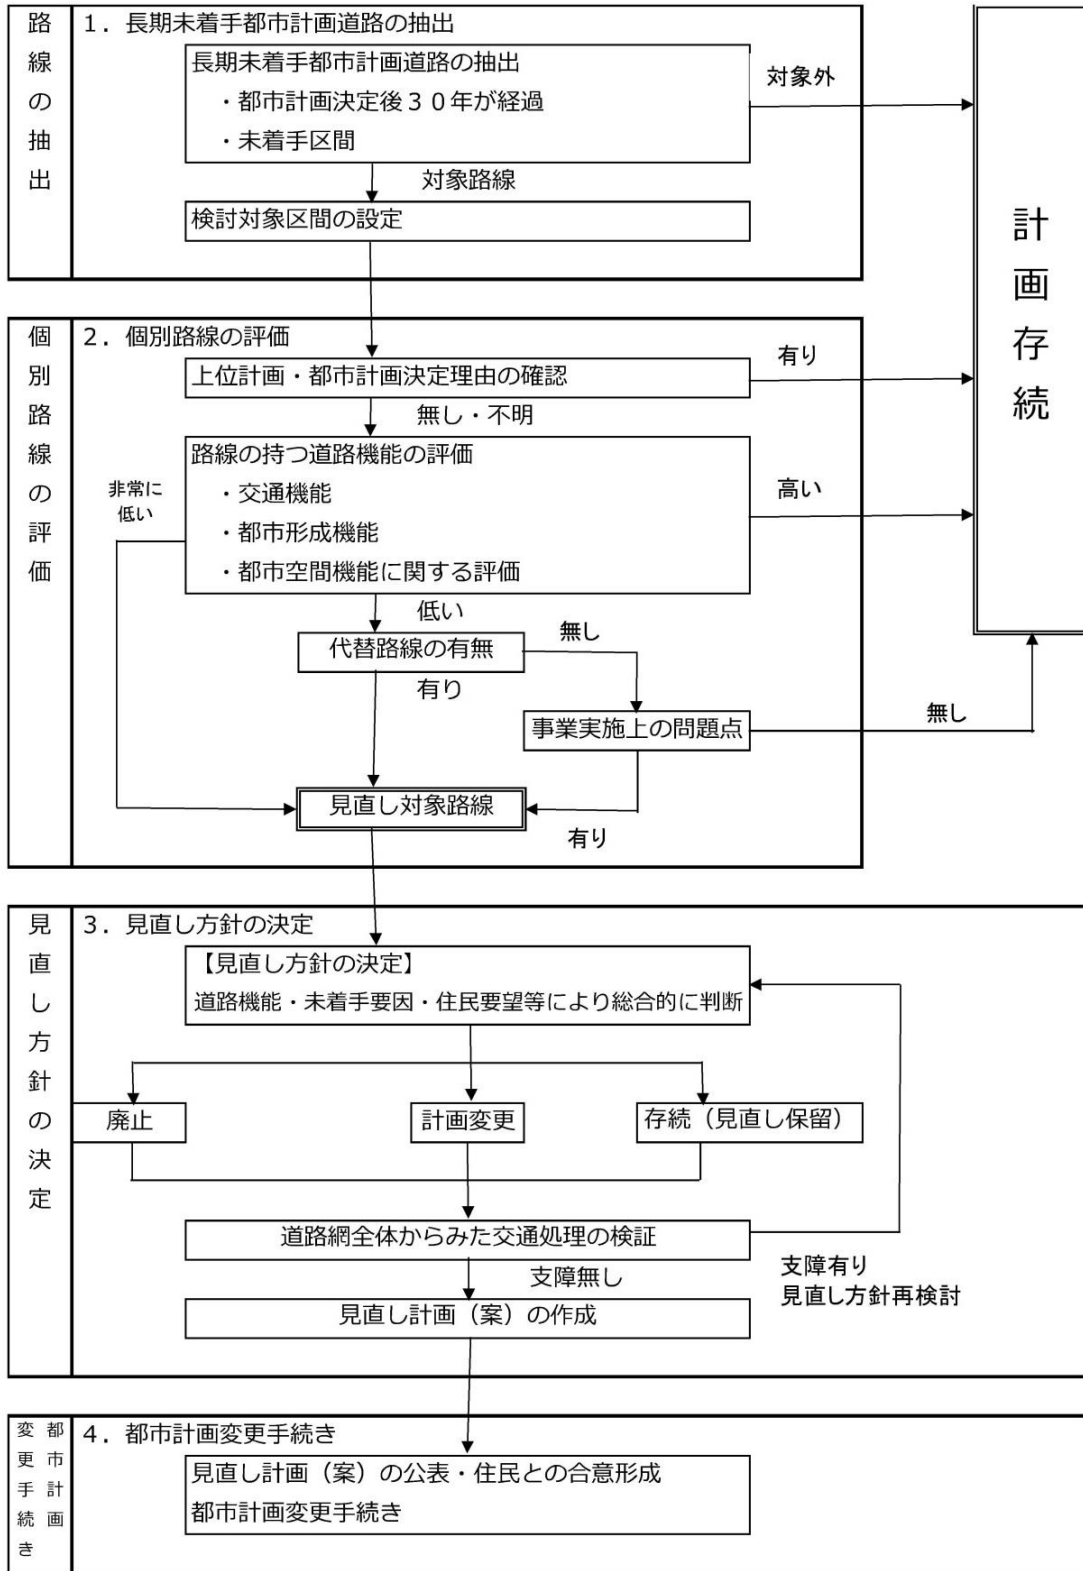 路線の抽出
1. 長期未着手都市計画道路の抽出
長期未着手都市計画道路の抽出
・都市計画決定後３０年が経過
・未着手区間
対象外
対象路線
検討対象区間の設定
計画存続
個別路線の評価
2. 個別路線の評価
上位計画・都市計画決定理由の確認
有り
無し・不明
路線の持つ道路機能の評価
・交通機能
・都市形成機能
・都市空間機能に関する評価
非常に
低い
高い
低い
代替路線の有無
無し
有り
事業実施上の問題点
無し
見直し対象路線
有り
見直し方針の決定
3. 見直し方針の決定
【見直し方針の決定】
道路機能・未着手要因・住民要望等により総合的に判断
廃止
計画変更
存続（見直し保留）
道路網全体からみた交通処理の検証
支障有り
見直し方針再検討
支障無し
見直し計画（案）の作成
都市計画
変更手続き
4. 都市計画変更手続き
見直し計画（案）の公表・住民との合意形成
都市計画変更手続き